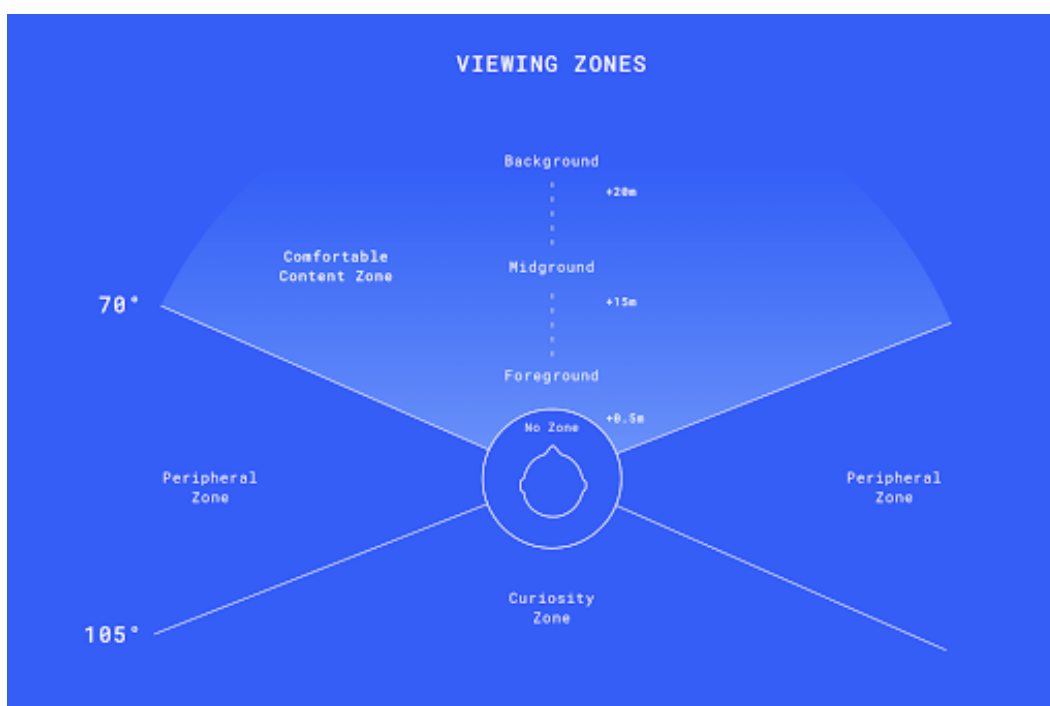 VIEWING ZONES
Background
+20m
Comfortable
Content Zone
Midground
70°
+15m
Foreground
+0.5m
No Zone
Peripheral
Zone
Peripheral
Zone
Curiosity
Zone
105°